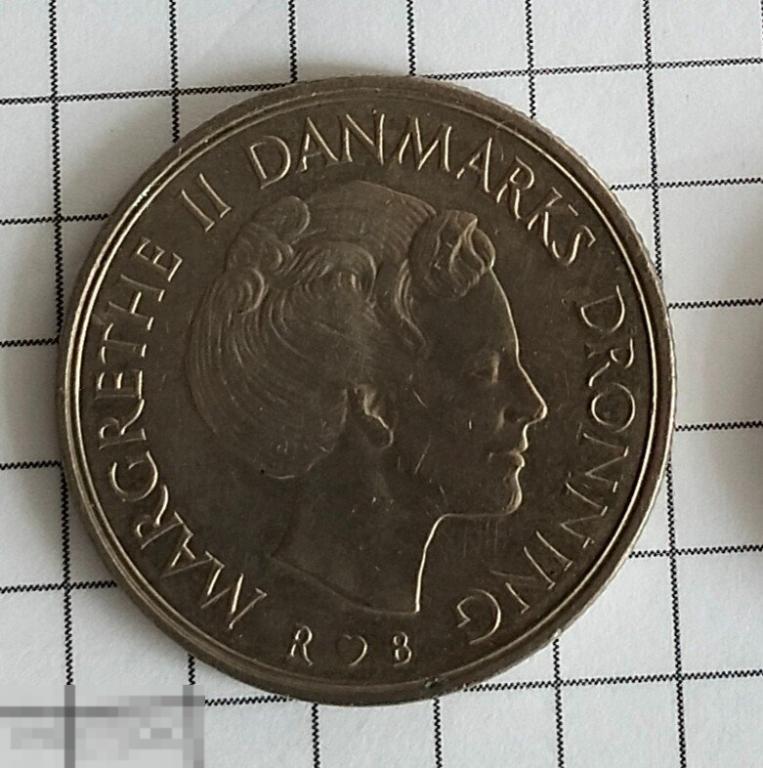 MARGRETHE II DANMARKS DRONNING
R ♡ B